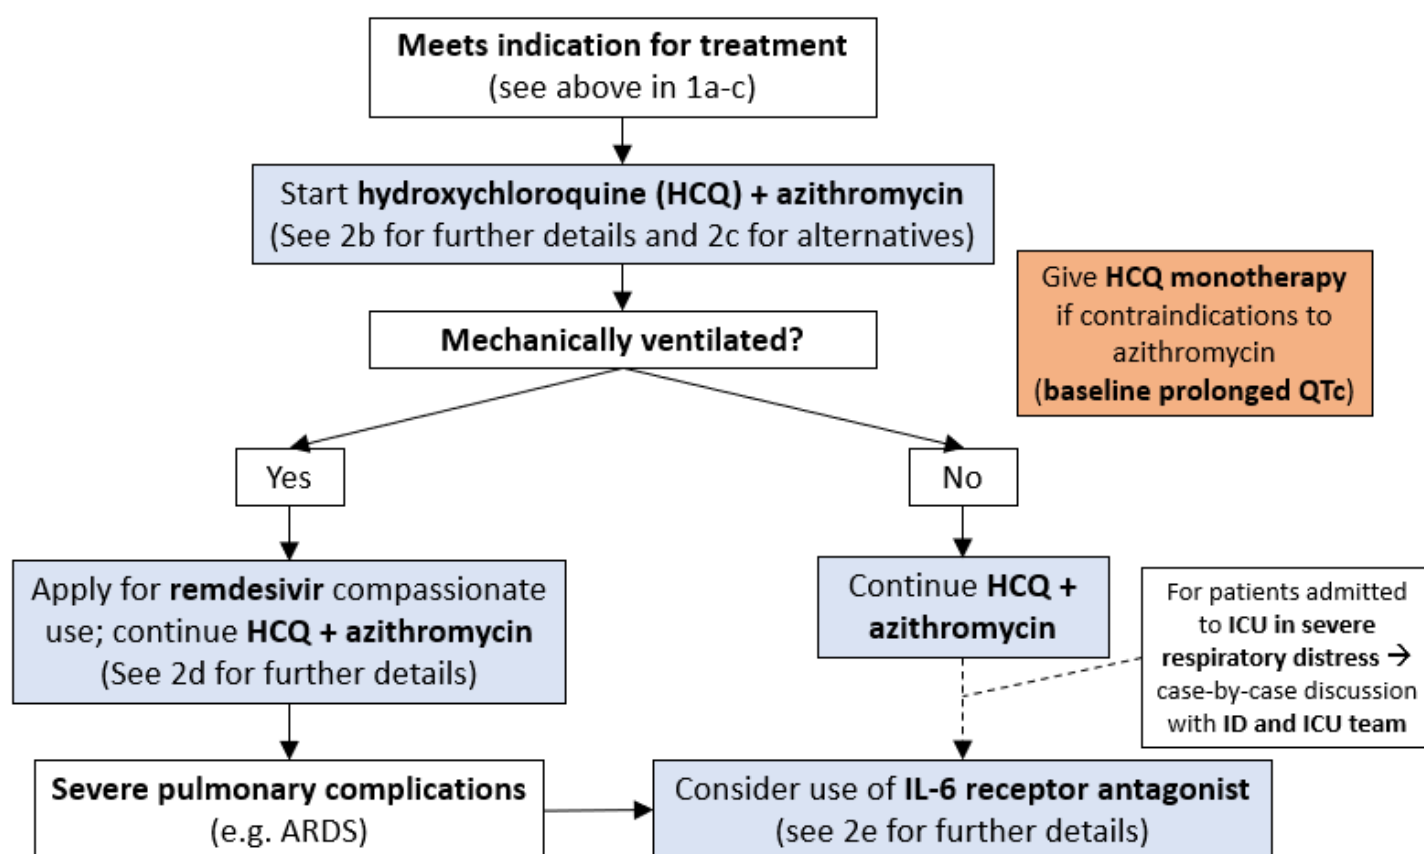 Meets indication for treatment
(see above in 1a-c)
Start hydroxychloroquine (HCQ) + azithromycin
(See 2b for further details and 2c for alternatives)
Give HCQ monotherapy
if contraindications to
azithromycin
(baseline prolonged QTc)
Mechanically ventilated?
Yes
No
Apply for remdesivir compassionate
use; continue HCQ + azithromycin
(See 2d for further details)
Continue HCQ +
azithromycin
For patients admitted
to ICU in severe
respiratory distress →
case-by-case discussion
with ID and ICU team
Severe pulmonary complications
(e.g. ARDS)
Consider use of IL-6 receptor antagonist
(see 2e for further details)